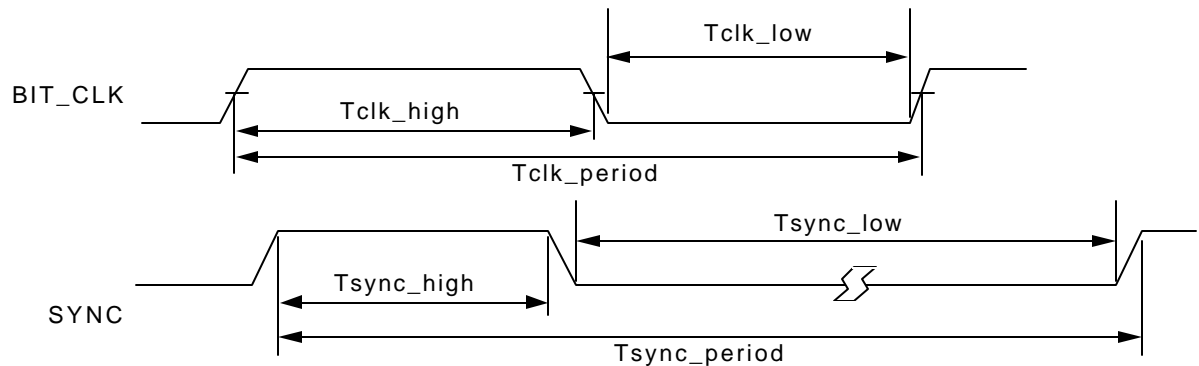 Tclk_low
BIT_CLK
Tclk_high
Tclk_period
Tsync_low
Tsync_high
SYNC
Tsync_period